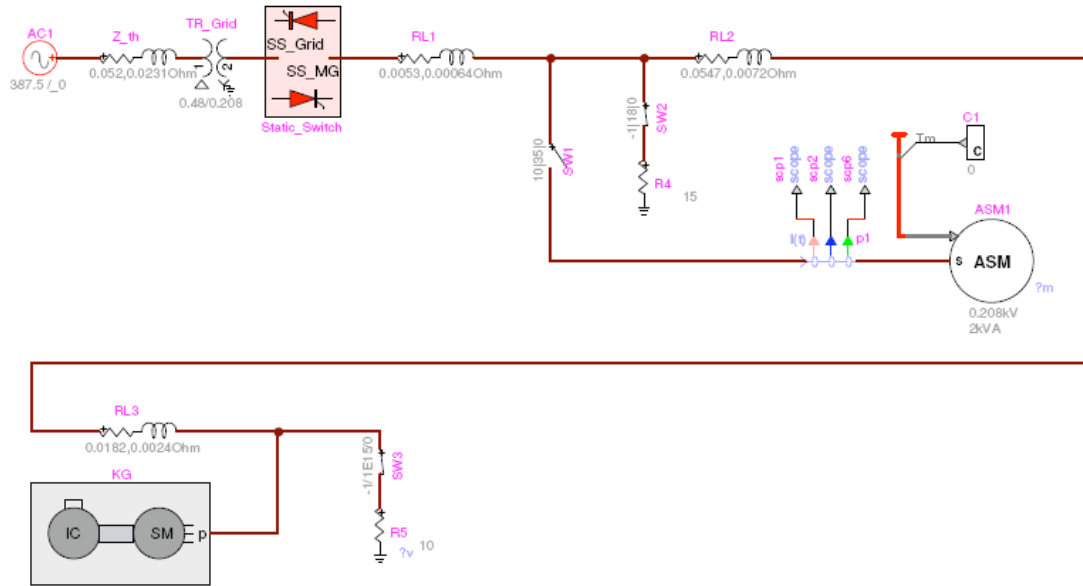 AC1
387.5 /_0
Z_th
0.052,0.0231Ohm
TR_Grid
1
2
0.48/0.208
SS_Grid
SS_MG
Static_Switch
RL1
0.0053,0.00064Ohm
RL2
0.0547,0.0072Ohm
10|35|0
SW1
-1|18|0
SW2
R4
15
scp1
scope
scp2
scope
scp6
scope
i(t)
p1
Tm
C1
C
0
ASM1
S
ASM
?m
0.208kV
2kVA
RL3
0.0182,0.0024Ohm
KG
IC
SM
p
-1/1E15/0
SW3
R5
?v
10